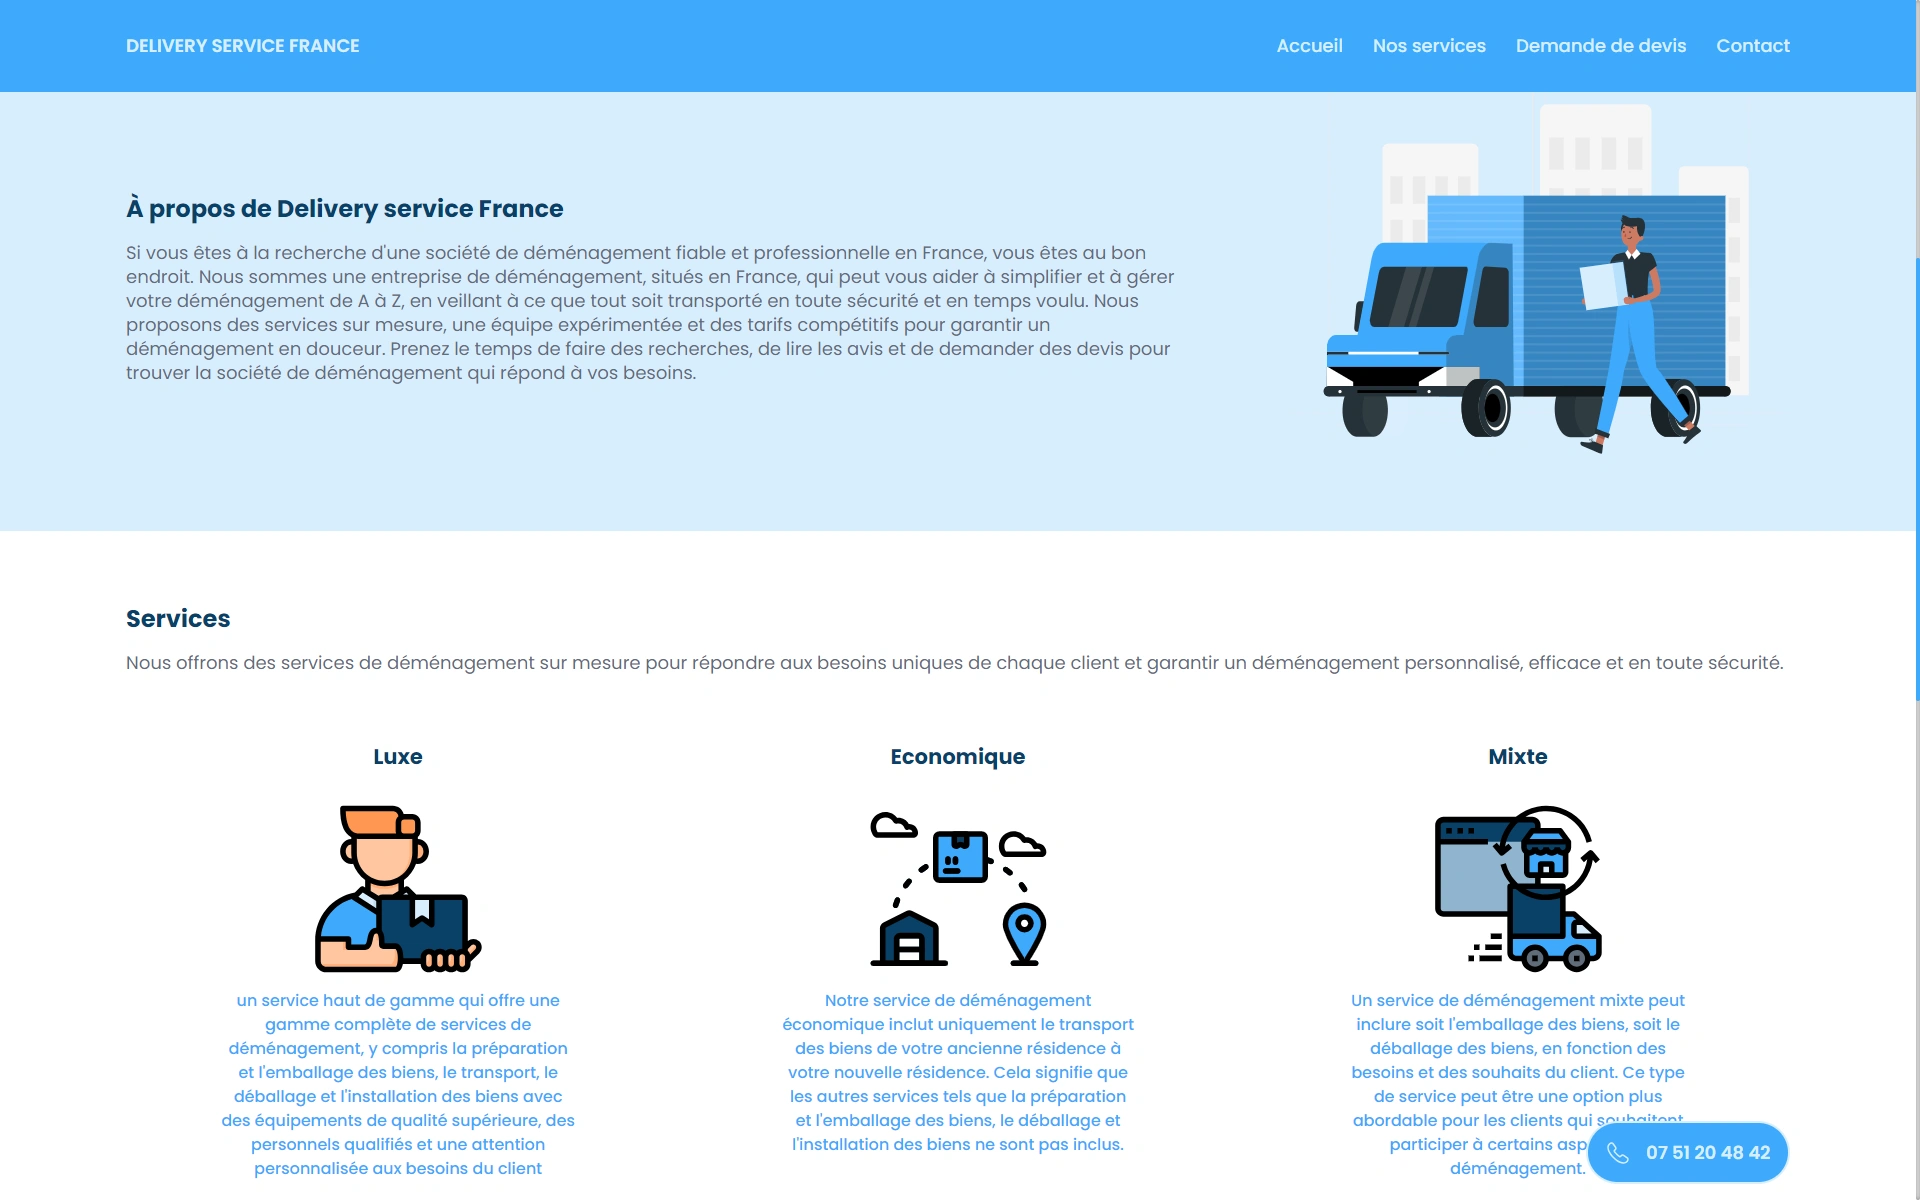 DELIVERY SERVICE FRANCE
Accueil
Nos services
Demande de devis
Contact
À propos de Delivery service France
Si vous êtes à la recherche d'une société de déménagement fiable et professionnelle en France, vous êtes au bon
endroit. Nous sommes une entreprise de déménagement, situés en France, qui peut vous aider à simplifier et à gérer
votre déménagement de A à Z, en veillant à ce que tout soit transporté en toute sécurité et en temps voulu. Nous
proposons des services sur mesure, une équipe expérimentée et des tarifs compétitifs pour garantir un
déménagement en douceur. Prenez le temps de faire des recherches, de lire les avis et de demander des devis pour
trouver la société de déménagement qui répond à vos besoins.
Services
Nous offrons des services de déménagement sur mesure pour répondre aux besoins uniques de chaque client et garantir un déménagement personnalisé, efficace et en toute sécurité.
Luxe
un service haut de gamme qui offre une
gamme complète de services de
déménagement, y compris la préparation
et l'emballage des biens, le transport, le
déballage et l'installation des biens avec
des équipements de qualité supérieure, des
personnels qualifiés et une attention
personnalisée aux besoins du client
Economique
Notre service de déménagement
économique inclut uniquement le transport
des biens de votre ancienne résidence à
votre nouvelle résidence. Cela signifie que
les autres services tels que la préparation
et l'emballage des biens, le déballage et
l'installation des biens ne sont pas inclus.
Mixte
Un service de déménagement mixte peut
inclure soit l'emballage des biens, soit le
déballage des biens, en fonction des
besoins et des souhaits du client. Ce type
de service peut être une option plus
abordable pour les clients qui souhaitent
participer à certains
déménagement.
07 51 20 48 42